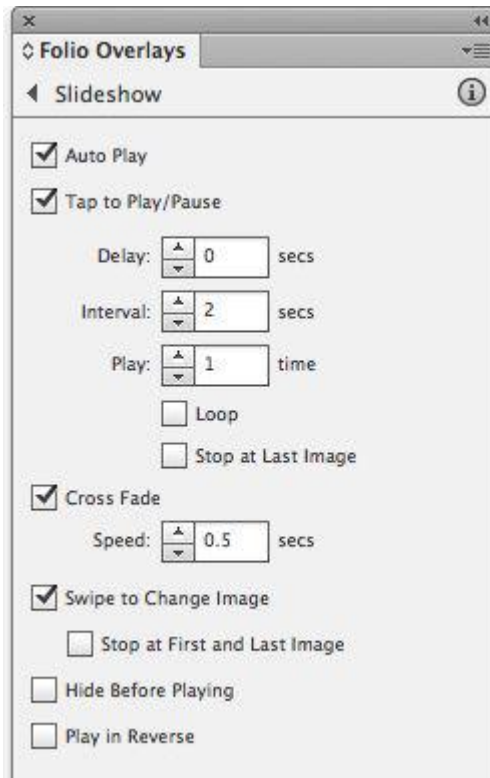 Folio Overlays
Slideshow
Auto Play
Tap to Play/Pause
Delay: 0 secs
Interval: 2 secs
Play: 1 time
Loop
Stop at Last Image
Cross Fade
Speed: 0.5 secs
Swipe to Change Image
Stop at First and Last Image
Hide Before Playing
Play in Reverse